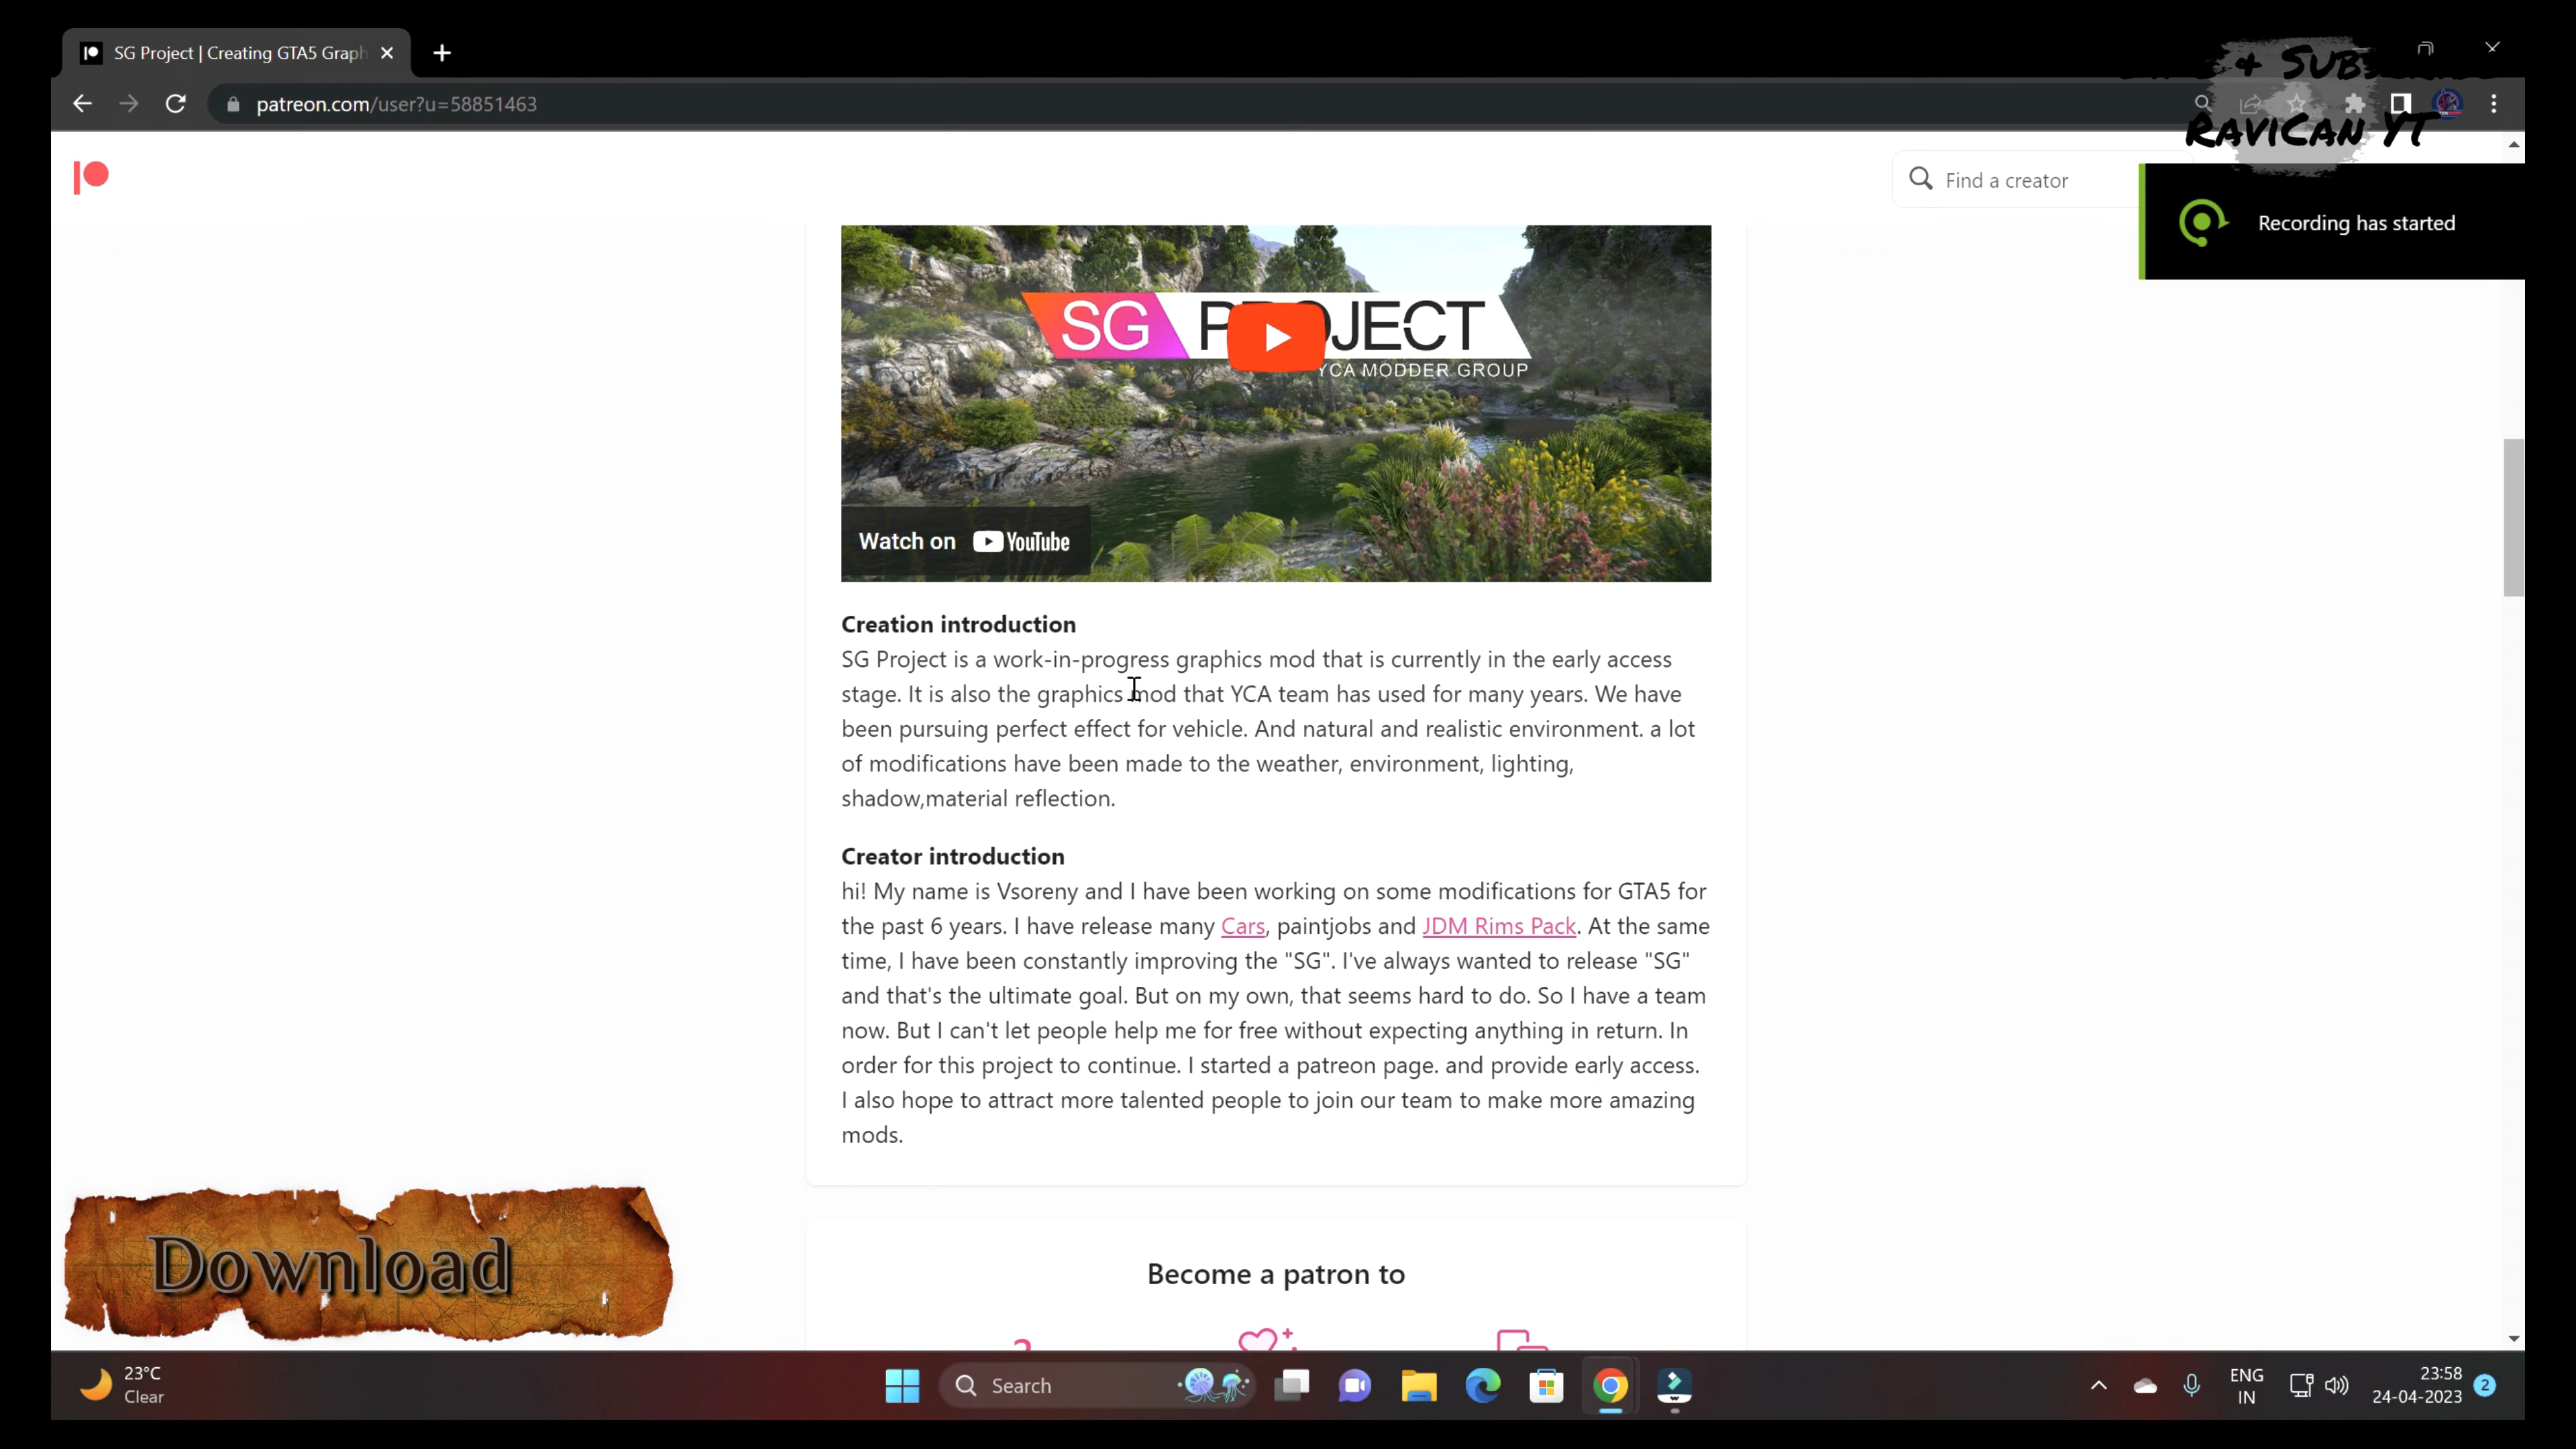 SG Project | Creating GTA5 Graph
patreon.com/user?u=58851463
& SUB
RAVICAN YT
Find a creator
Recording has started
SG PROJECT
YCA MODDER GROUP
Watch on YouTube
Creation introduction
SG Project is a work-in-progress graphics mod that is currently in the early access
stage. It is also the graphics mod that YCA team has used for many years. We have
been pursuing perfect effect for vehicle. And natural and realistic environment. a lot
of modifications have been made to the weather, environment, lighting,
shadow,material reflection.
Creator introduction
hi! My name is Vsoreny and I have been working on some modifications for GTA5 for
the past 6 years. I have release many Cars, paintjobs and JDM Rims Pack. At the same
time, I have been constantly improving the "SG". I've always wanted to release "SG"
and that's the ultimate goal. But on my own, that seems hard to do. So I have a team
now. But I can't let people help me for free without expecting anything in return. In
order for this project to continue. I started a patreon page. and provide early access.
I also hope to attract more talented people to join our team to make more amazing
mods.
Download
Become a patron to
23°C
Clear
Search
ENG
IN
23:58
24-04-2023
2